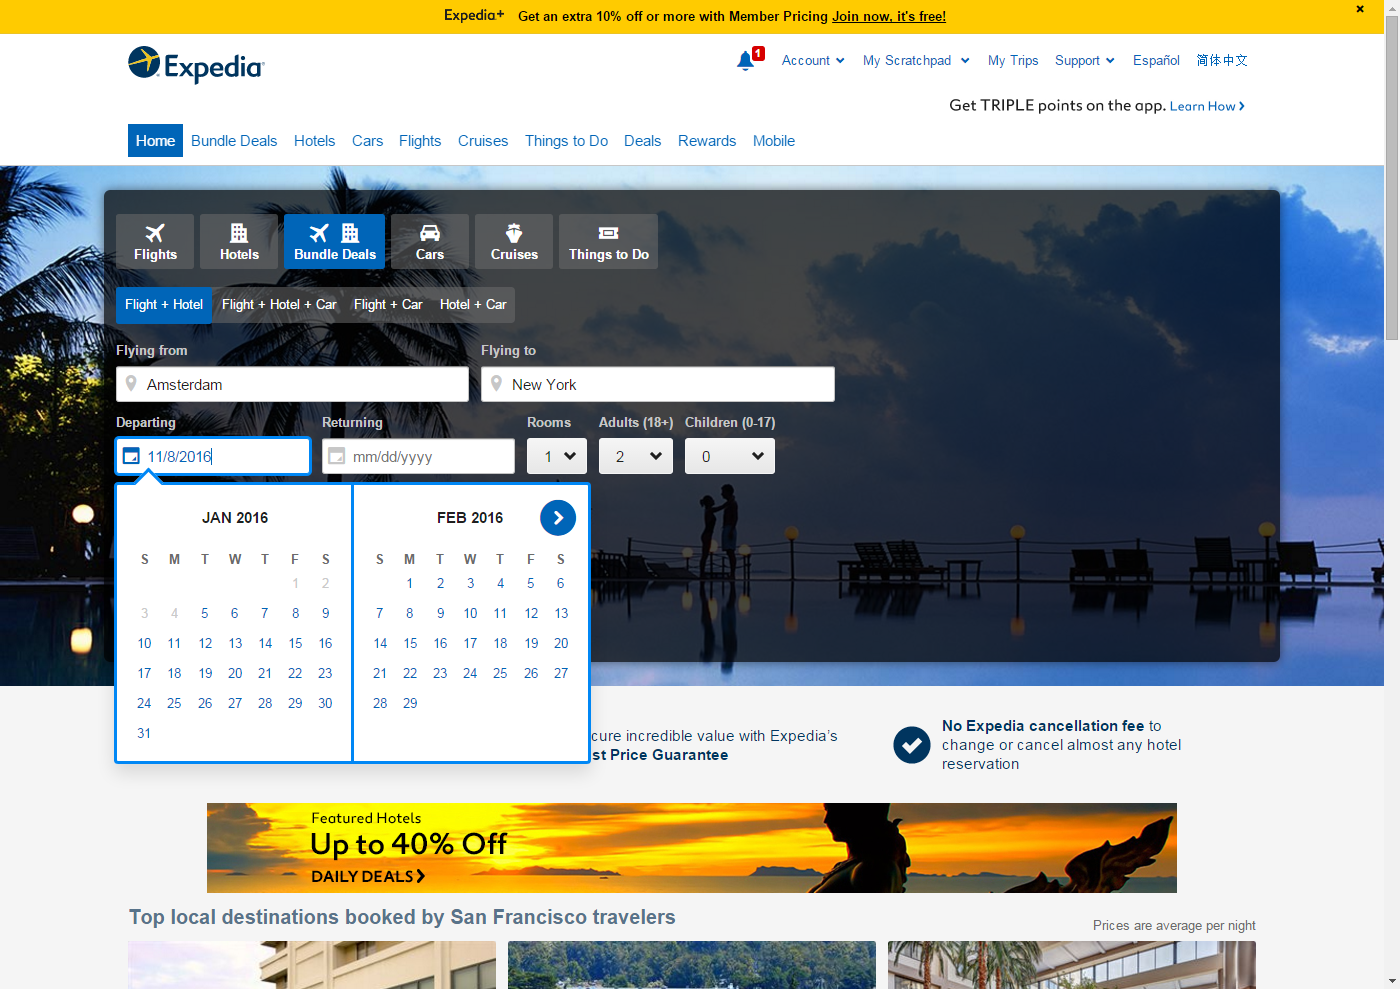 Expedia+ Get an extra 10% off or more with Member Pricing Join now, it's free!
Expedia
1 Account My Scratchpad My Trips Support Español 简体中文
Get TRIPLE points on the app. Learn How
Home Bundle Deals Hotels Cars Flights Cruises Things to Do Deals Rewards Mobile
Flights Hotels Bundle Deals Cars Cruises Things to Do
Flight + Hotel Flight + Hotel + Car Flight + Car Hotel + Car
Flying from Flying to
Amsterdam New York
Departing Returning Rooms Adults (18+) Children (0-17)
11/8/2016 mm/dd/yyyy 1 2 0
JAN 2016
S M T W T F S
1 2
3 4 5 6 7 8 9
10 11 12 13 14 15 16
17 18 19 20 21 22 23
24 25 26 27 28 29 30
31
FEB 2016
S M T W T F S
1 2 3 4 5 6
7 8 9 10 11 12 13
14 15 16 17 18 19 20
21 22 23 24 25 26 27
28 29
cure incredible value with Expedia's
st Price Guarantee
No Expedia cancellation fee to
change or cancel almost any hotel
reservation
Featured Hotels
Up to 40% Off
DAILY DEALS
Top local destinations booked by San Francisco travelers
Prices are average per night